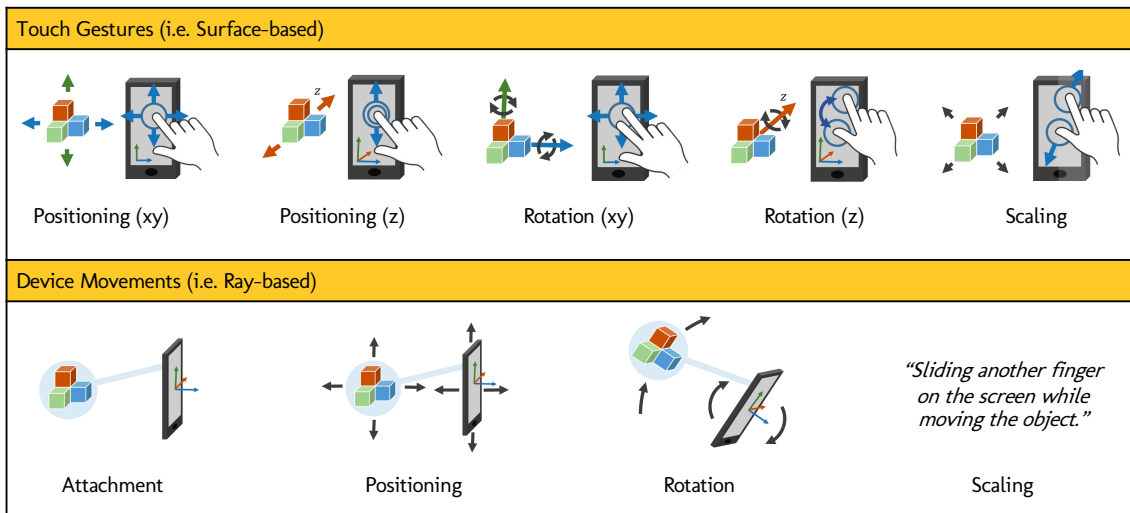 Touch Gestures (i.e. Surface-based)
z
z
Positioning (xy)
Positioning (z)
Rotation (xy)
Rotation (z)
Scaling
Device Movements (i.e. Ray-based)
“Sliding another finger
on the screen while
moving the object.”
Attachment
Positioning
Rotation
Scaling